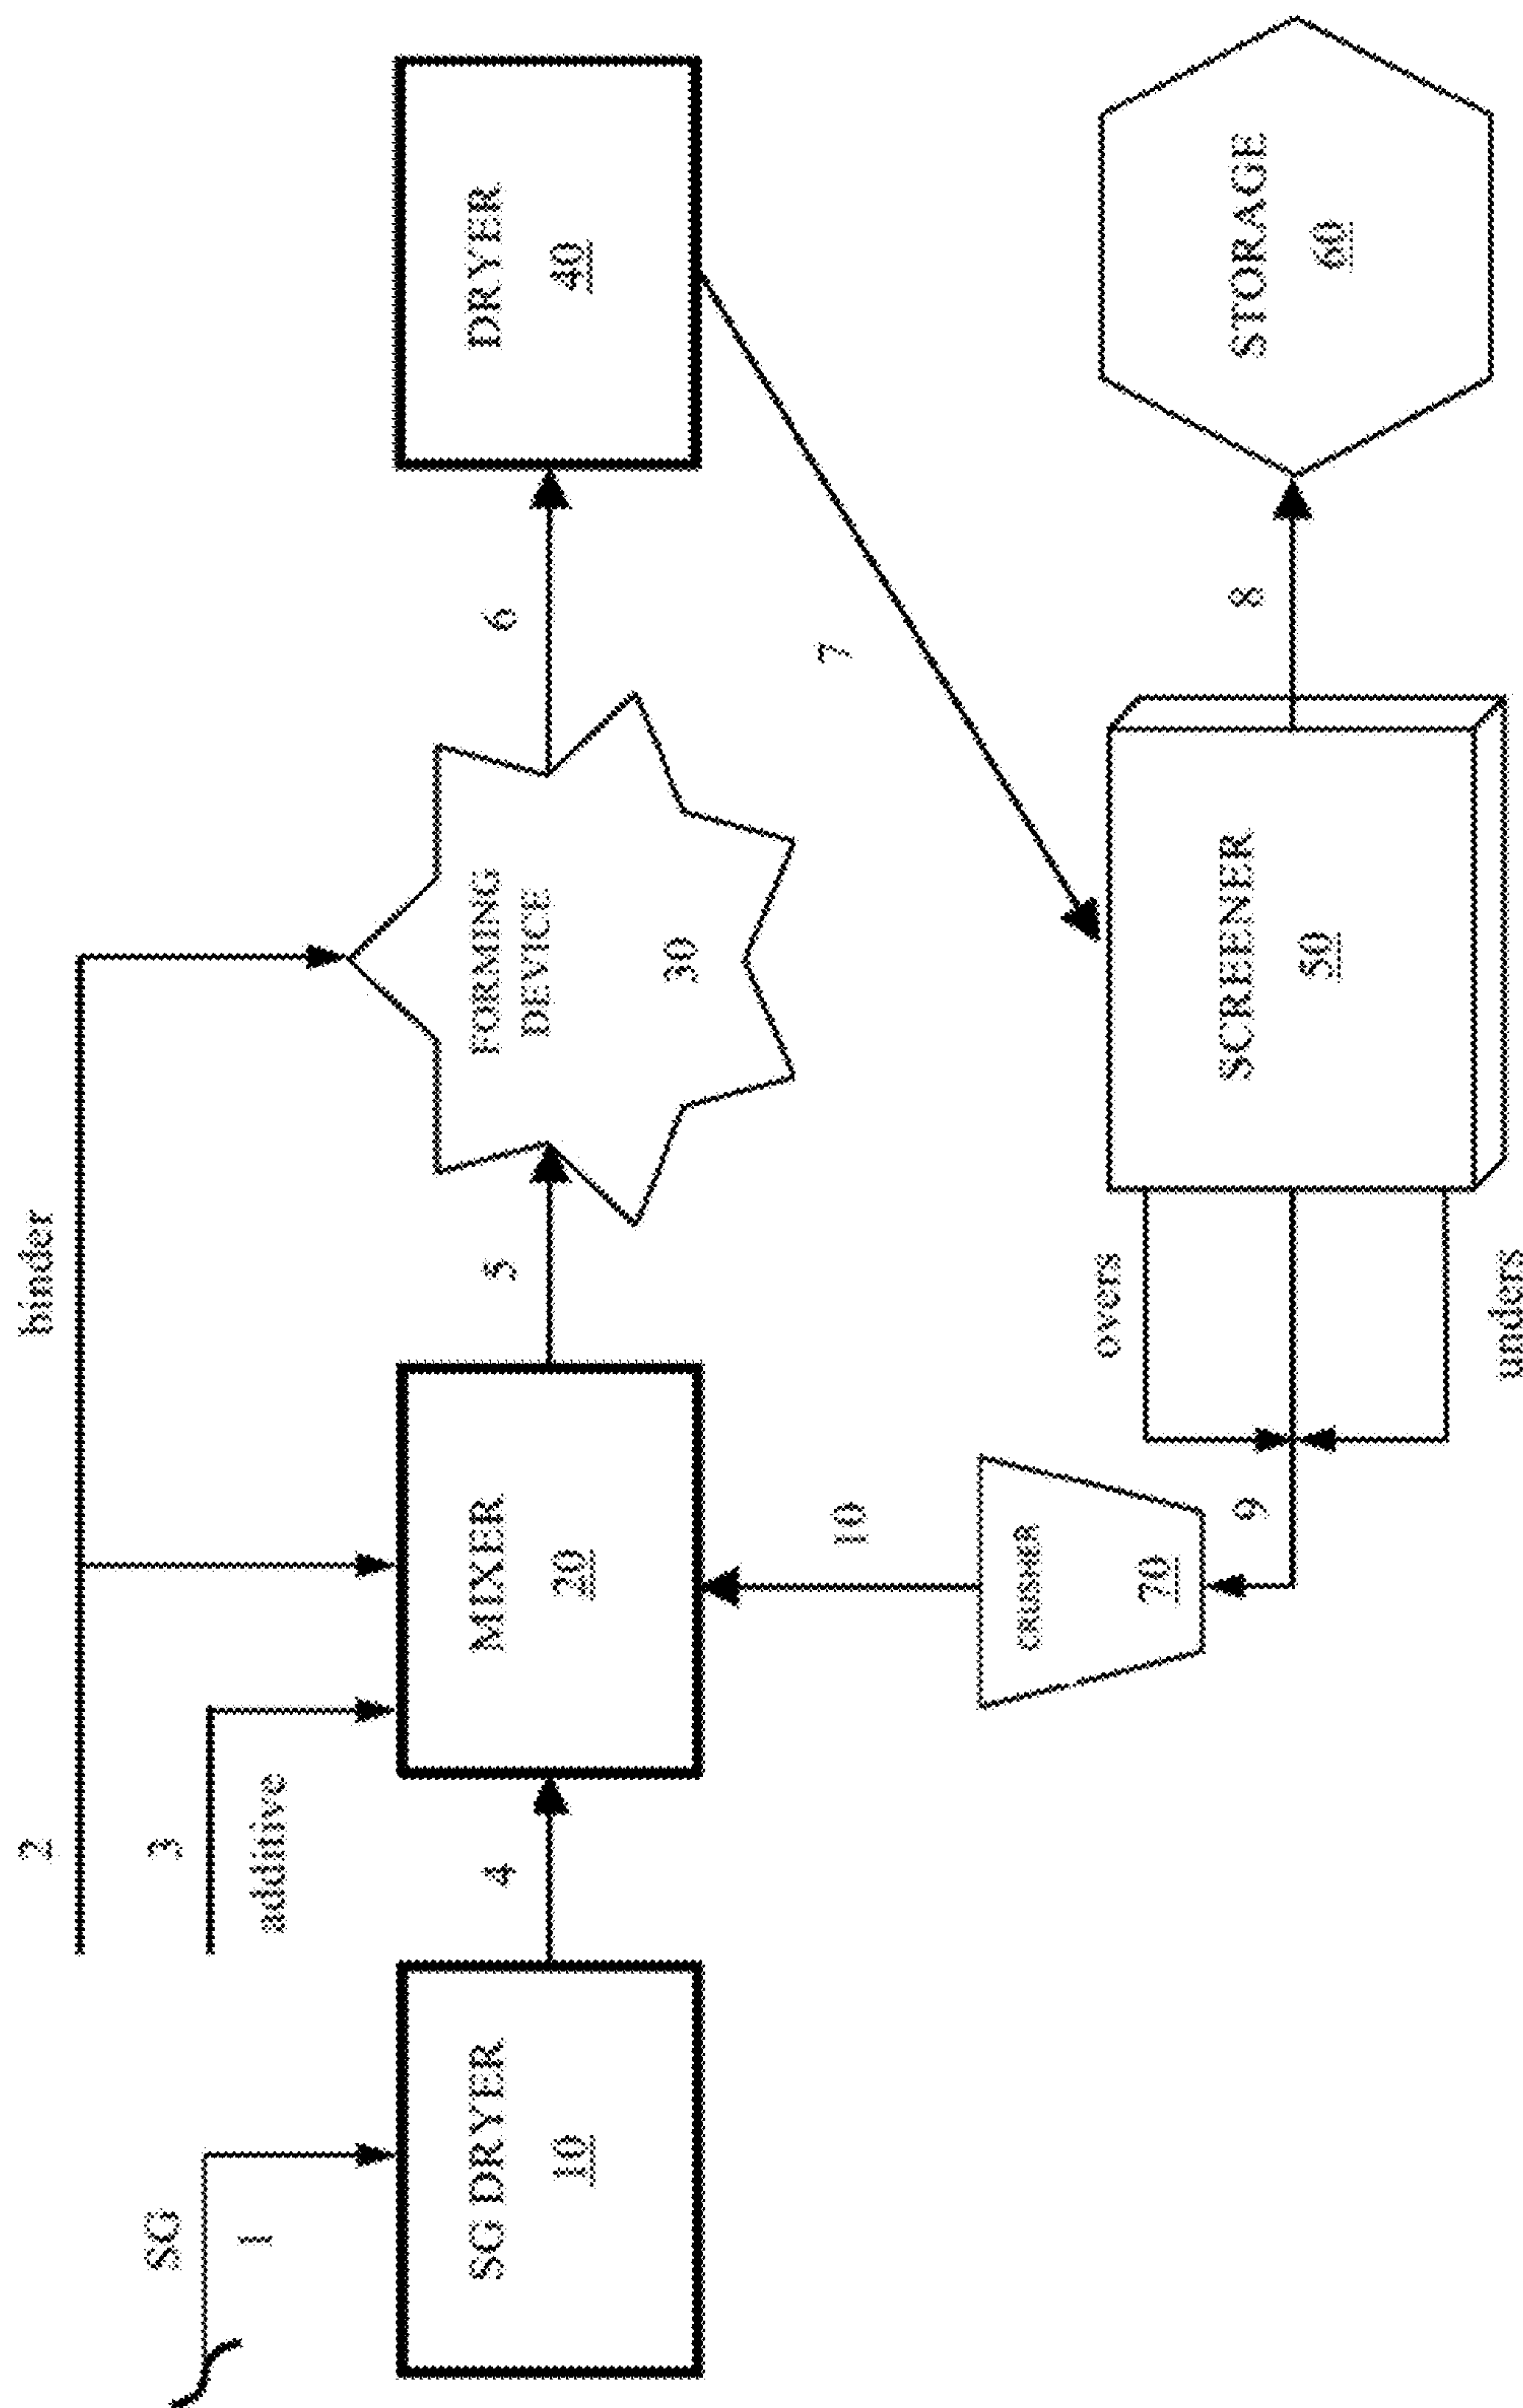 2
binder
SG
1
3
additive
SG DRYER
10
4
MIXER
20
5
FORMING
DEVICE
30
6
DRYER
40
7
10
CRUSHER
70
9
overs
unders
SCREENER
50
8
STORAGE
60